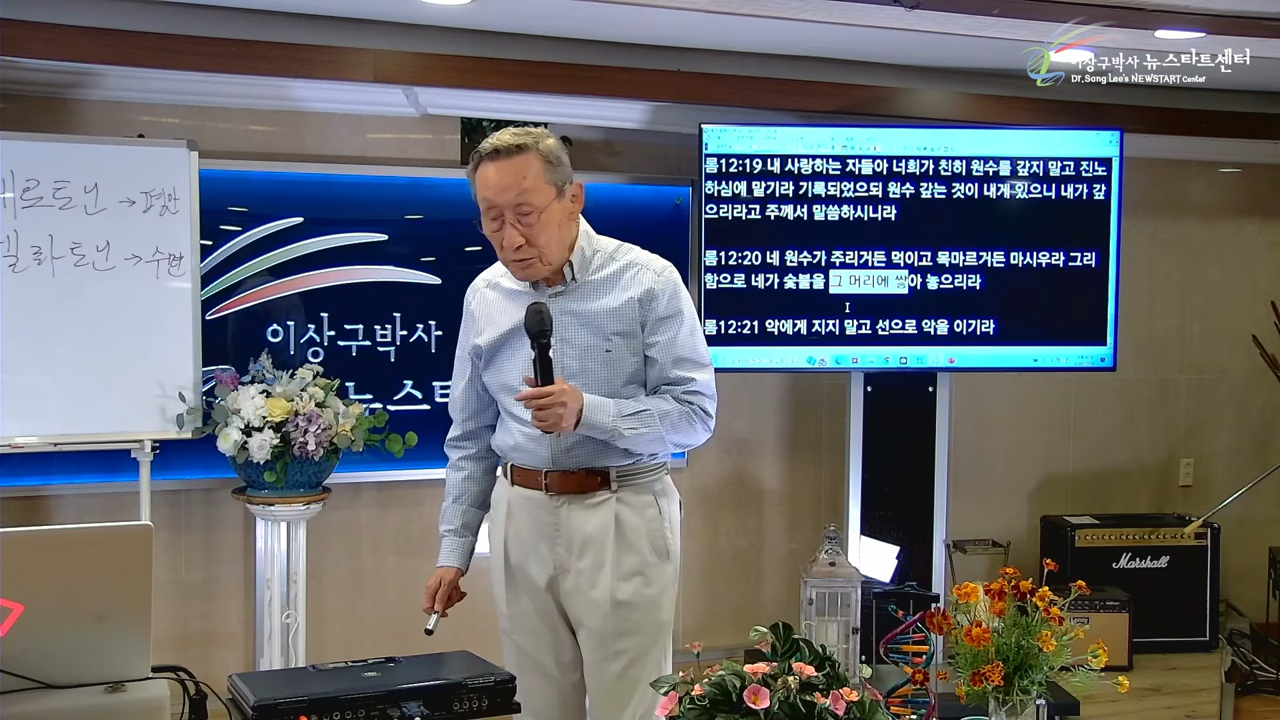 이상구박사 뉴스타트센터
Dr. Sang Lee's NEWSTART Center
롬12:19 내 사랑하는 자들아 너희가 친히 원수를 갚지 말고 진노
하심에 맡기라 기록되었으되 원수 갚는 것이 내게 있으니 내가 갚
으리라고 주께서 말씀하시니라
롬12:20 네 원수가 주리거든 먹이고 목마르거든 마시우라 그리
함으로 네가 숯불을 그 머리에 쌓아 놓으리라
롬12:21 악에게 지지 말고 선으로 악을 이기라
세로토닌 → 평안
멜라토닌 → 수면
이상구박사
뉴스타
Marshall
Laney